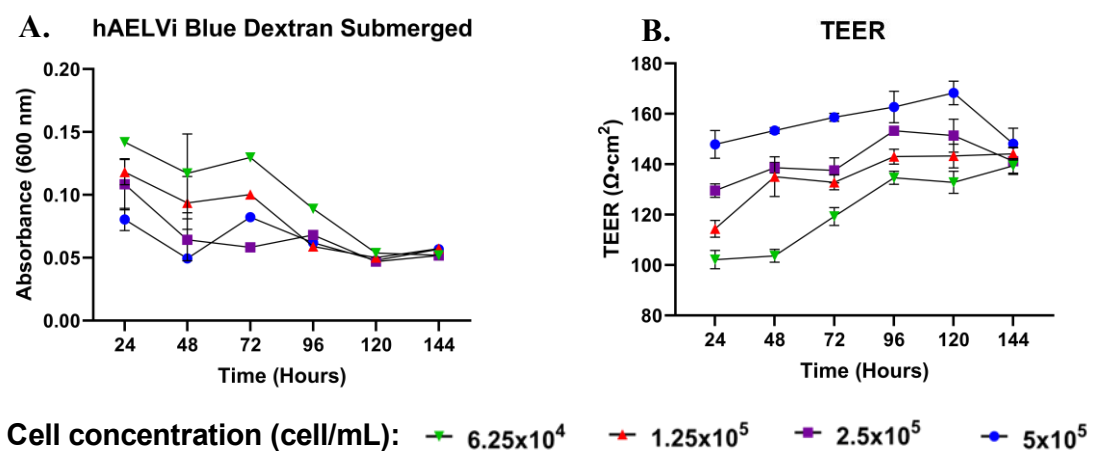 A. hAELVi Blue Dextran Submerged
0.20
0.15
0.10
0.05
0.00
Absorbance (600 nm)
24 48 72 96 120 144
Time (Hours)
B. TEER
180
160
140
120
100
80
TEER (Ω•cm²)
24 48 72 96 120 144
Time (Hours)
Cell concentration (cell/mL): 6.25x10⁴ 1.25x10⁵ 2.5x10⁵ 5x10⁵